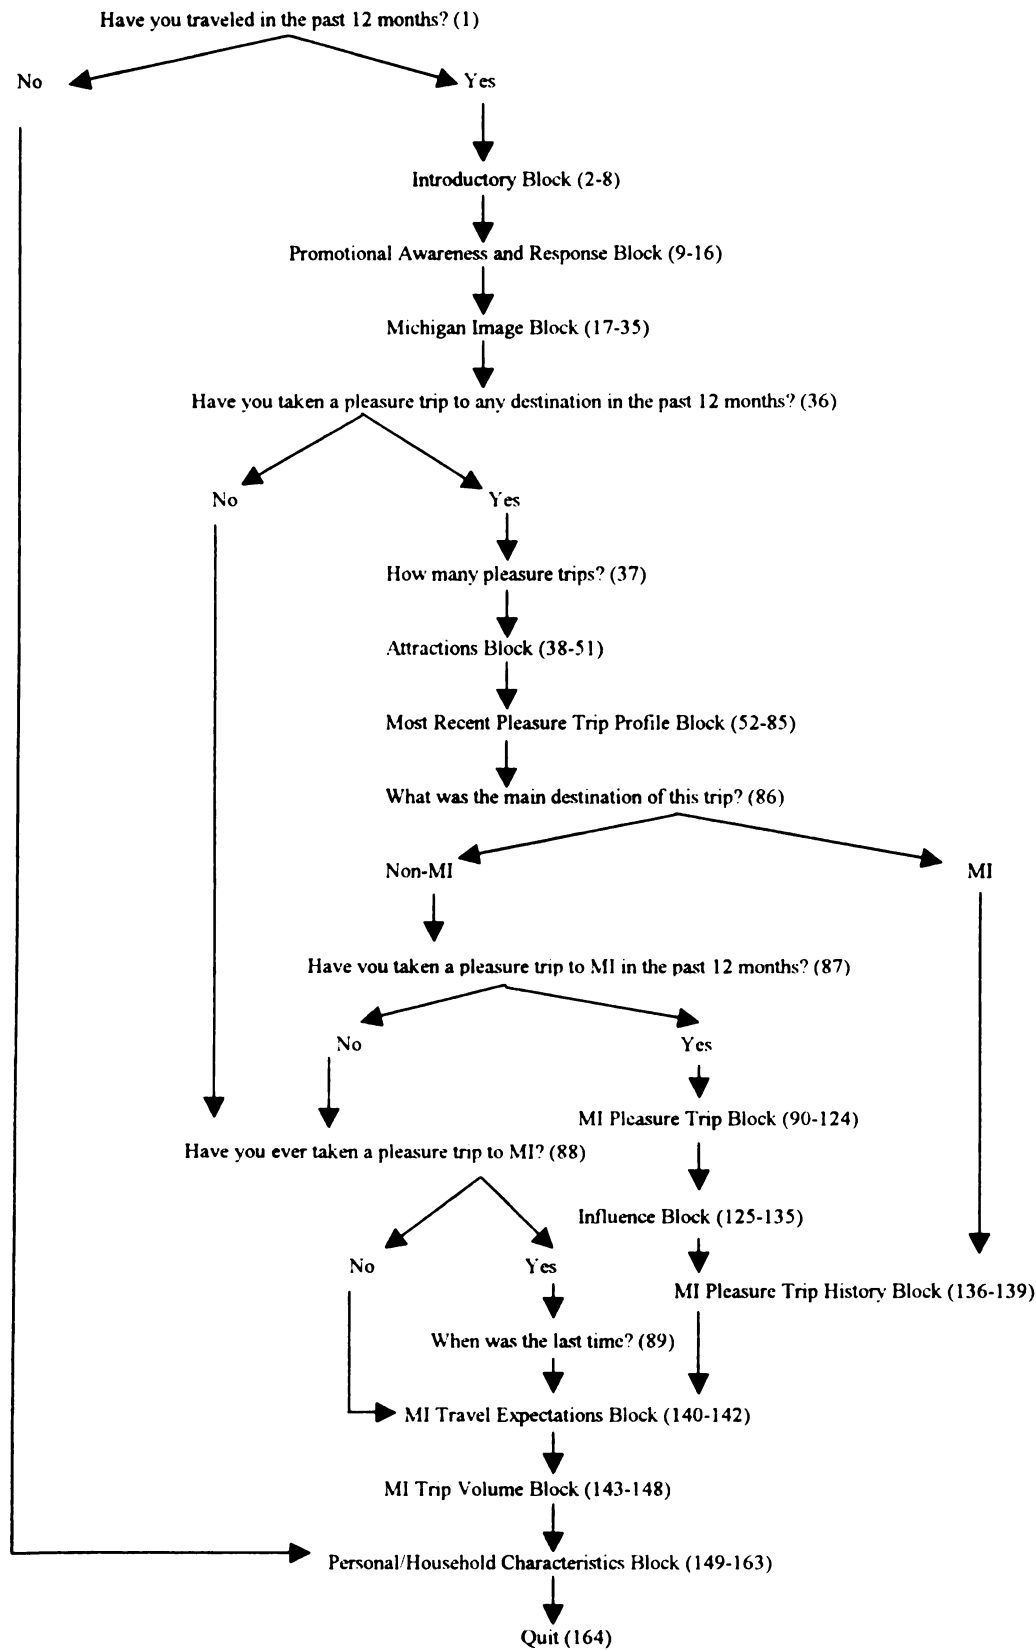 Have you traveled in the past 12 months? (1)
No
Yes
Introductory Block (2-8)
Promotional Awareness and Response Block (9-16)
Michigan Image Block (17-35)
Have you taken a pleasure trip to any destination in the past 12 months? (36)
No
Yes
How many pleasure trips? (37)
Attractions Block (38-51)
Most Recent Pleasure Trip Profile Block (52-85)
What was the main destination of this trip? (86)
Non-MI
MI
Have you taken a pleasure trip to MI in the past 12 months? (87)
No
Yes
MI Pleasure Trip Block (90-124)
Have you ever taken a pleasure trip to MI? (88)
Influence Block (125-135)
No
Yes
MI Pleasure Trip History Block (136-139)
When was the last time? (89)
MI Travel Expectations Block (140-142)
MI Trip Volume Block (143-148)
Personal/Household Characteristics Block (149-163)
Quit (164)